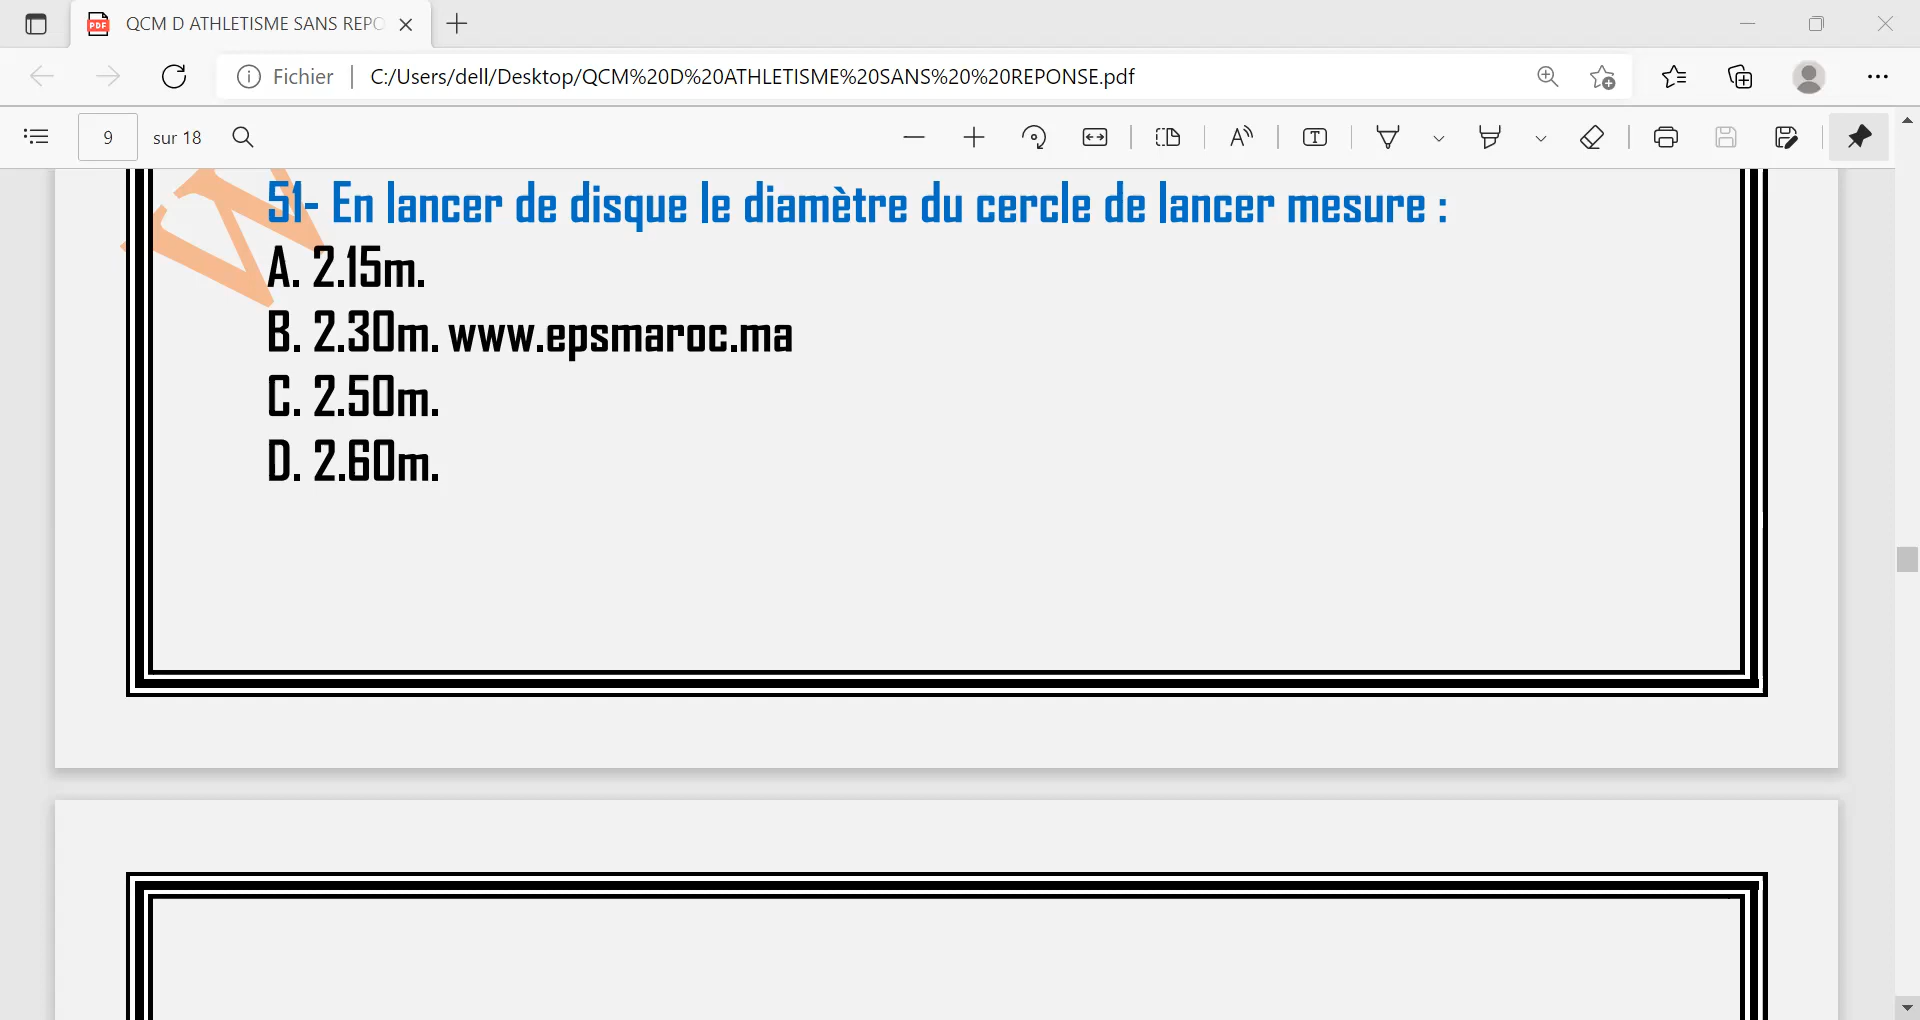 QCM D ATHLETISME SANS REPO
Fichier
C:/Users/dell/Desktop/QCM%20D%20ATHLETISME%20SANS%20%20REPONSE.pdf
9 sur 18
51- En lancer de disque le diamètre du cercle de lancer mesure :
A. 2.15m.
B. 2.30m. www.epsmaroc.ma
C. 2.50m.
D. 2.60m.